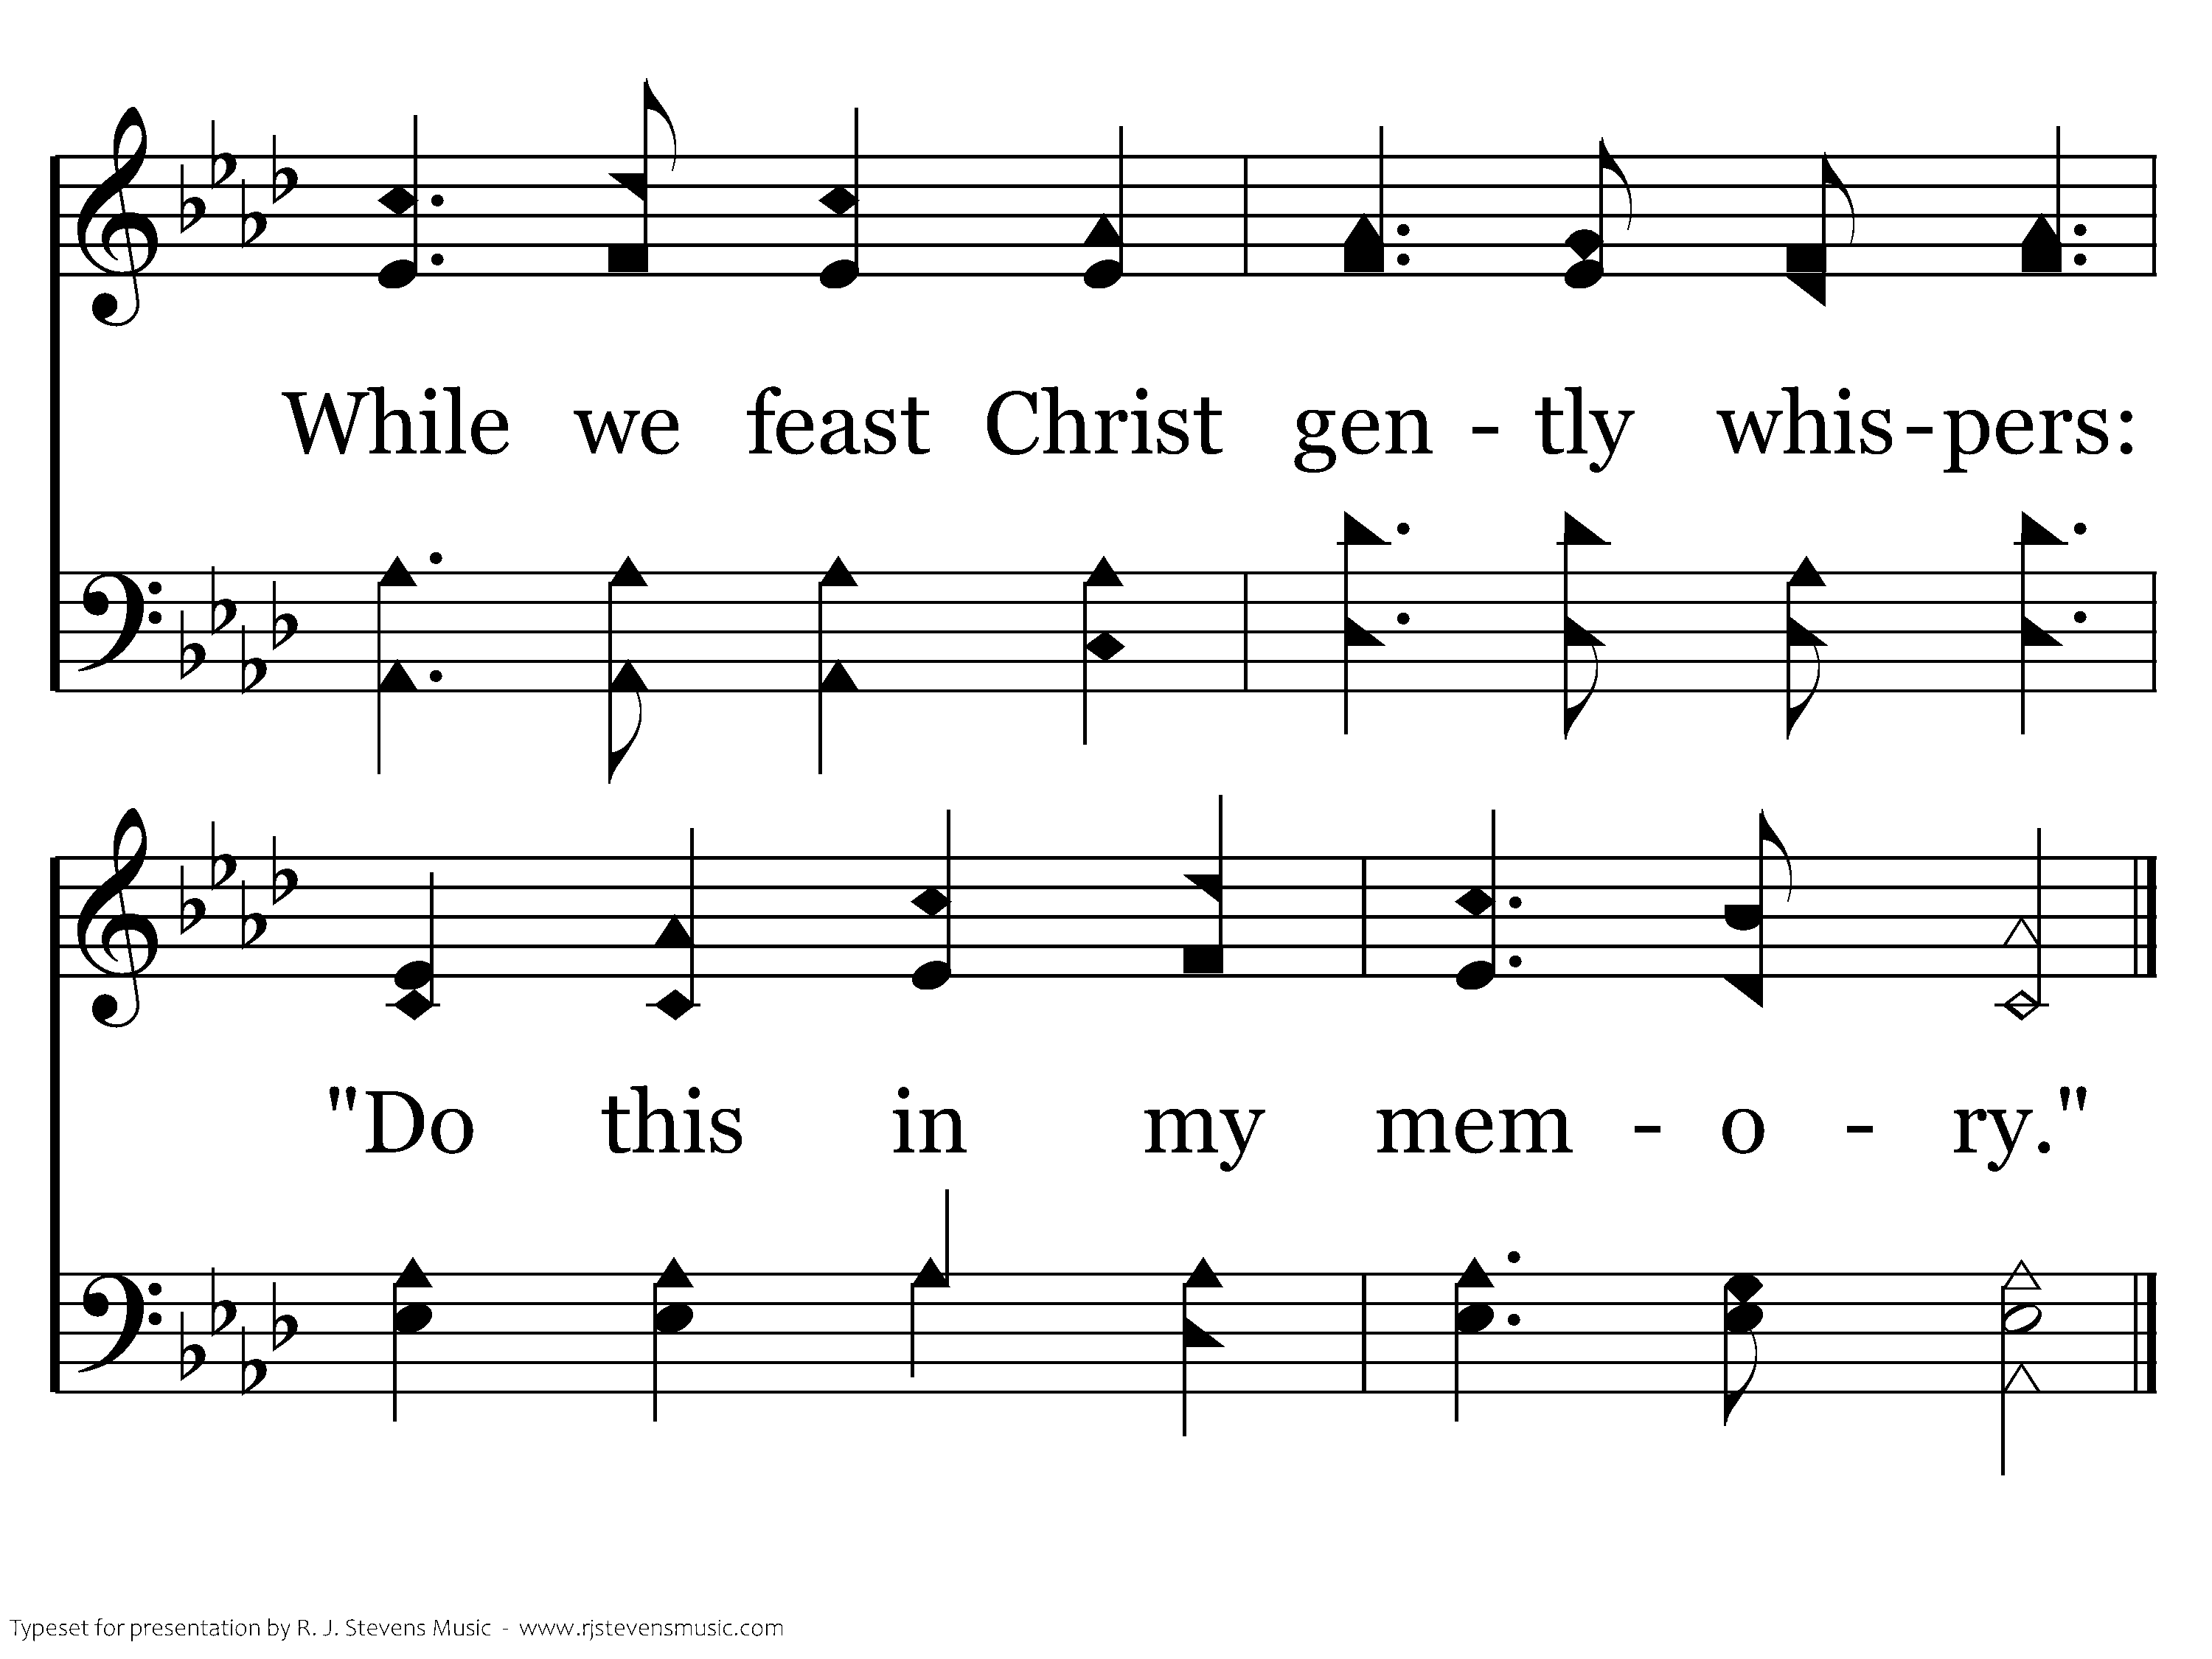 While we feast Christ gen - tly whis - pers:
"Do this in my mem - o - ry."
Typeset for presentation by R. J. Stevens Music - www.rjstevensmusic.com